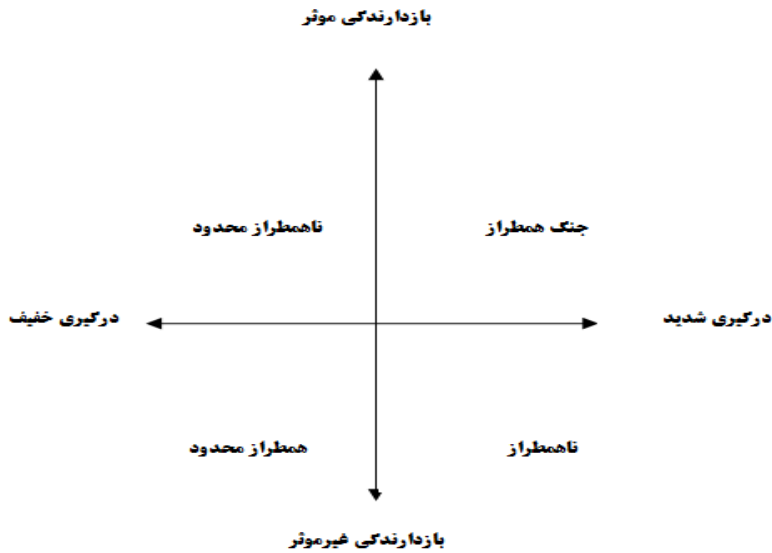 بازدارندگی موثر
جنگ همطراز
ناهمطراز محدود
درگیری شدید
درگیری خفیف
ناهمطراز
همطراز محدود
بازدارندگی غیرموثر